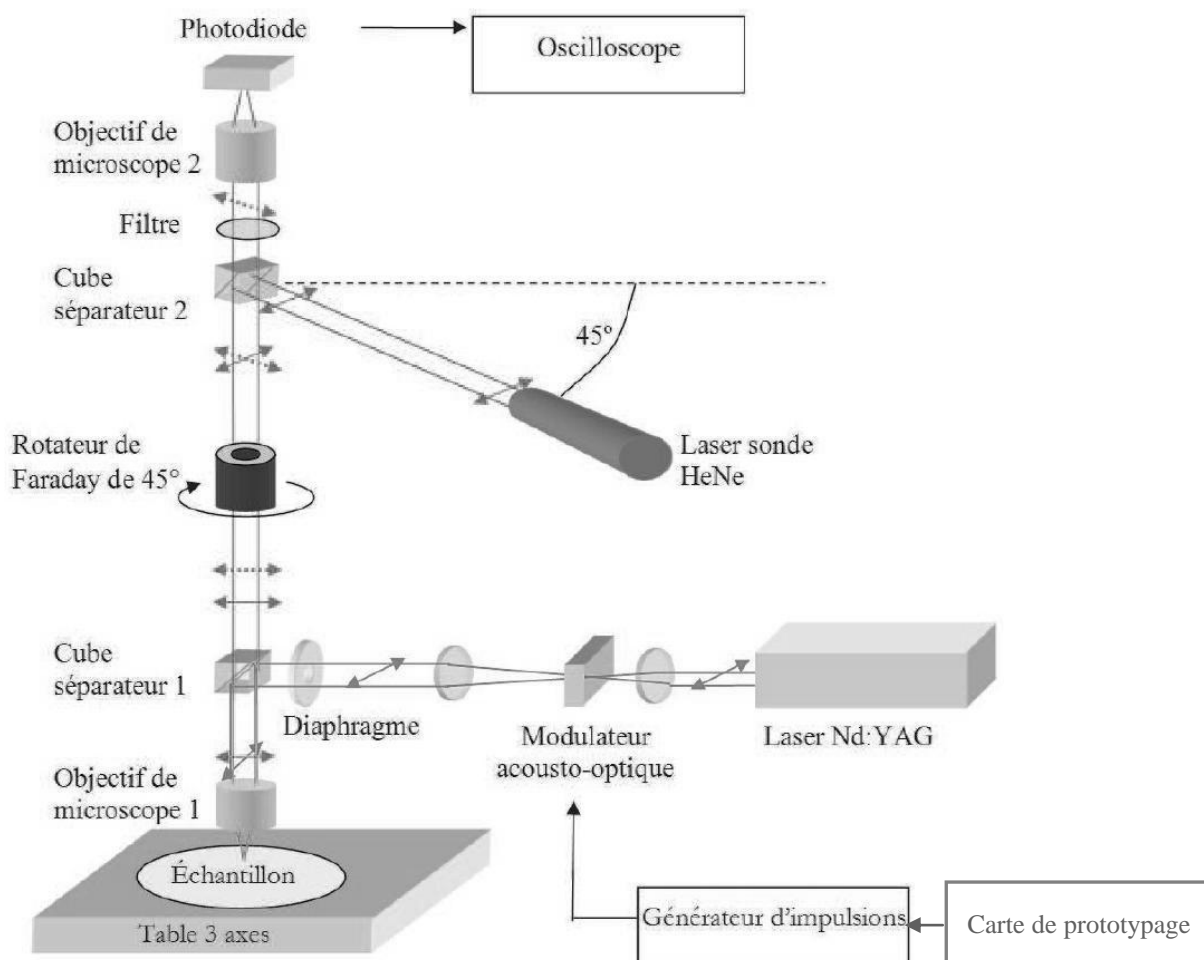 Photodiode
Oscilloscope
Objectif de
microscope 2
Filtre
Cube
séparateur 2
45°
Rotateur de
Faraday de 45°
Laser sonde
HeNe
Cube
séparateur 1
Diaphragme
Modulateur
acousto-optique
Laser Nd:YAG
Objectif de
microscope 1
Échantillon
Table 3 axes
Générateur d'impulsions
Carte de prototypage